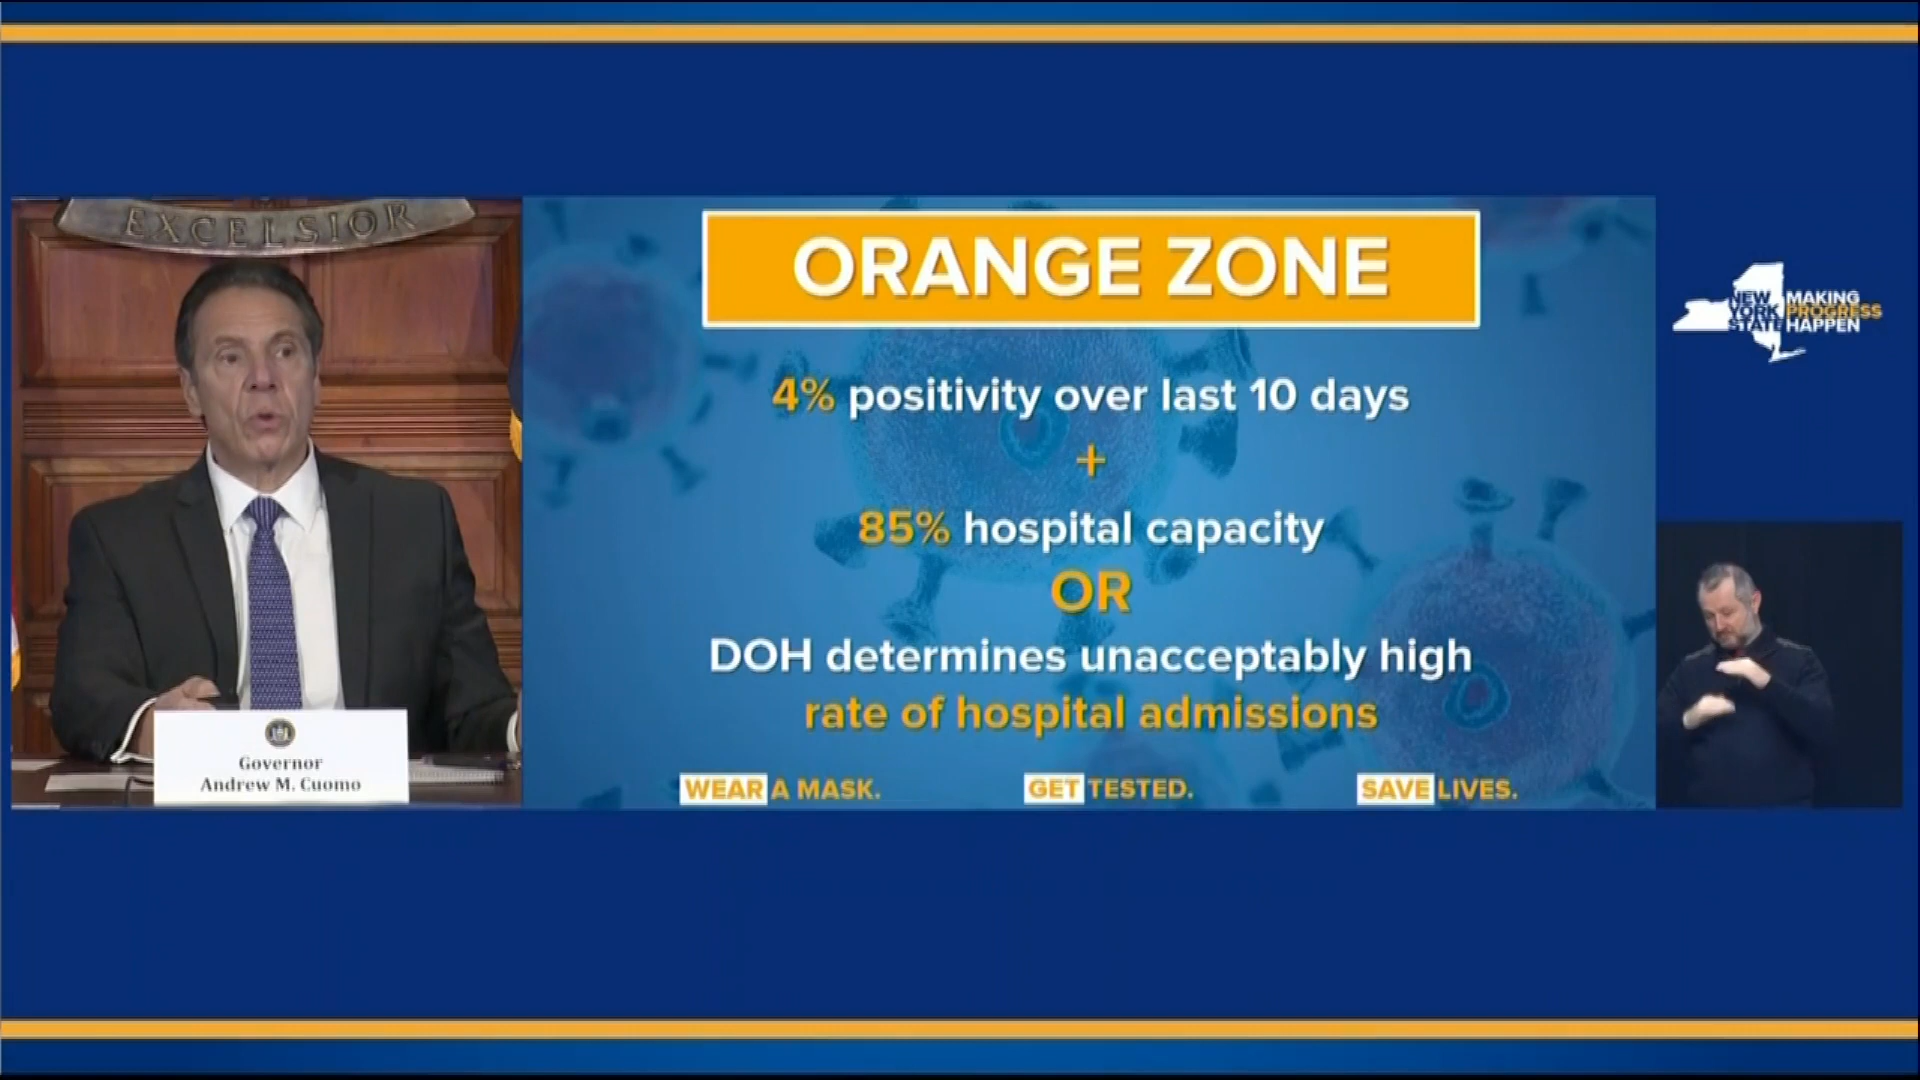 EXCELSIOR
Governor
Andrew M. Cuomo
ORANGE ZONE
4% positivity over last 10 days
+
85% hospital capacity
OR
DOH determines unacceptably high
rate of hospital admissions
WEAR A MASK.
GET TESTED.
SAVE LIVES.
NEW
YORK
STATE
MAKING
PROGRESS
HAPPEN